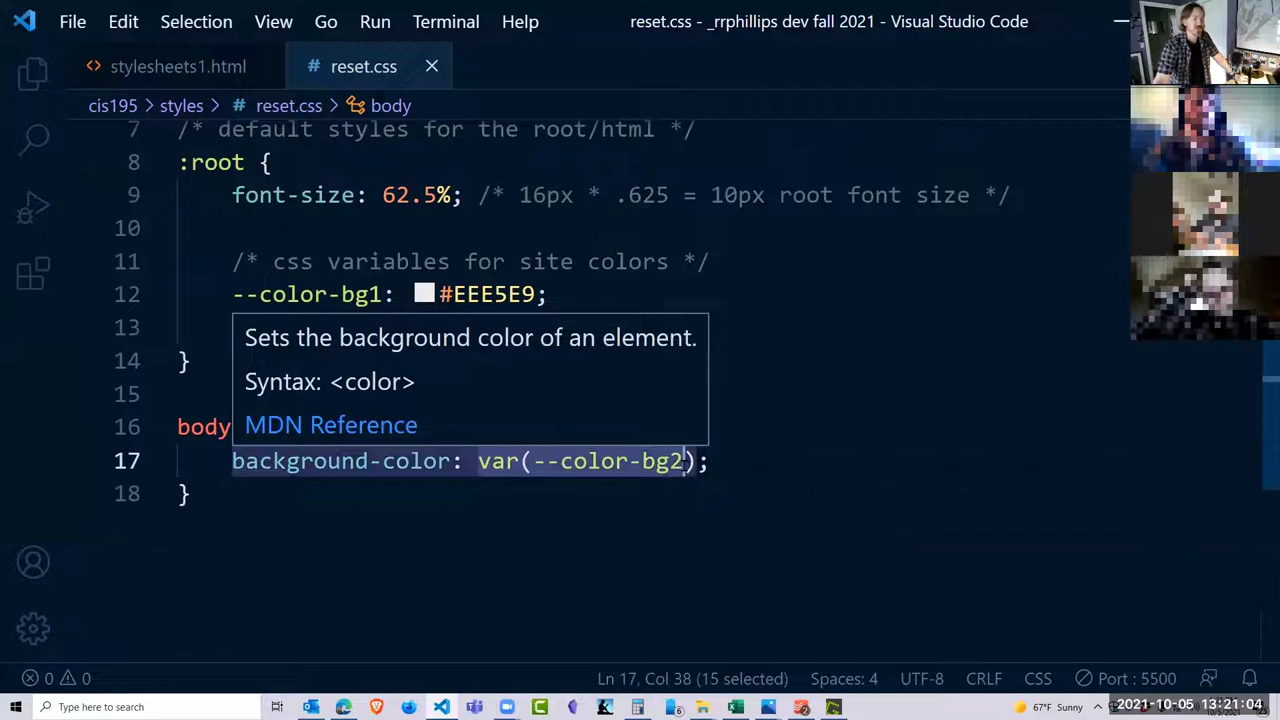 File Edit Selection View Go Run Terminal Help reset.css - _rrphillips dev fall 2021 - Visual Studio Code
<> stylesheets1.html # reset.css
cis195 > styles > # reset.css > body
7 /* default styles for the root/html */
8 :root {
9 font-size: 62.5%; /* 16px * .625 = 10px root font size */
10
11 /* css variables for site colors */
12 --color-bg1: #EEE5E9;
13
Sets the background color of an element.
Syntax: <color>
MDN Reference
14 }
15
16 body
17 background-color: var(--color-bg2);
18 }
0 0 Ln 17, Col 38 (15 selected) Spaces: 4 UTF-8 CRLF CSS Port : 5500
Type here to search 67°F Sunny 2021-10-05 13:21:04